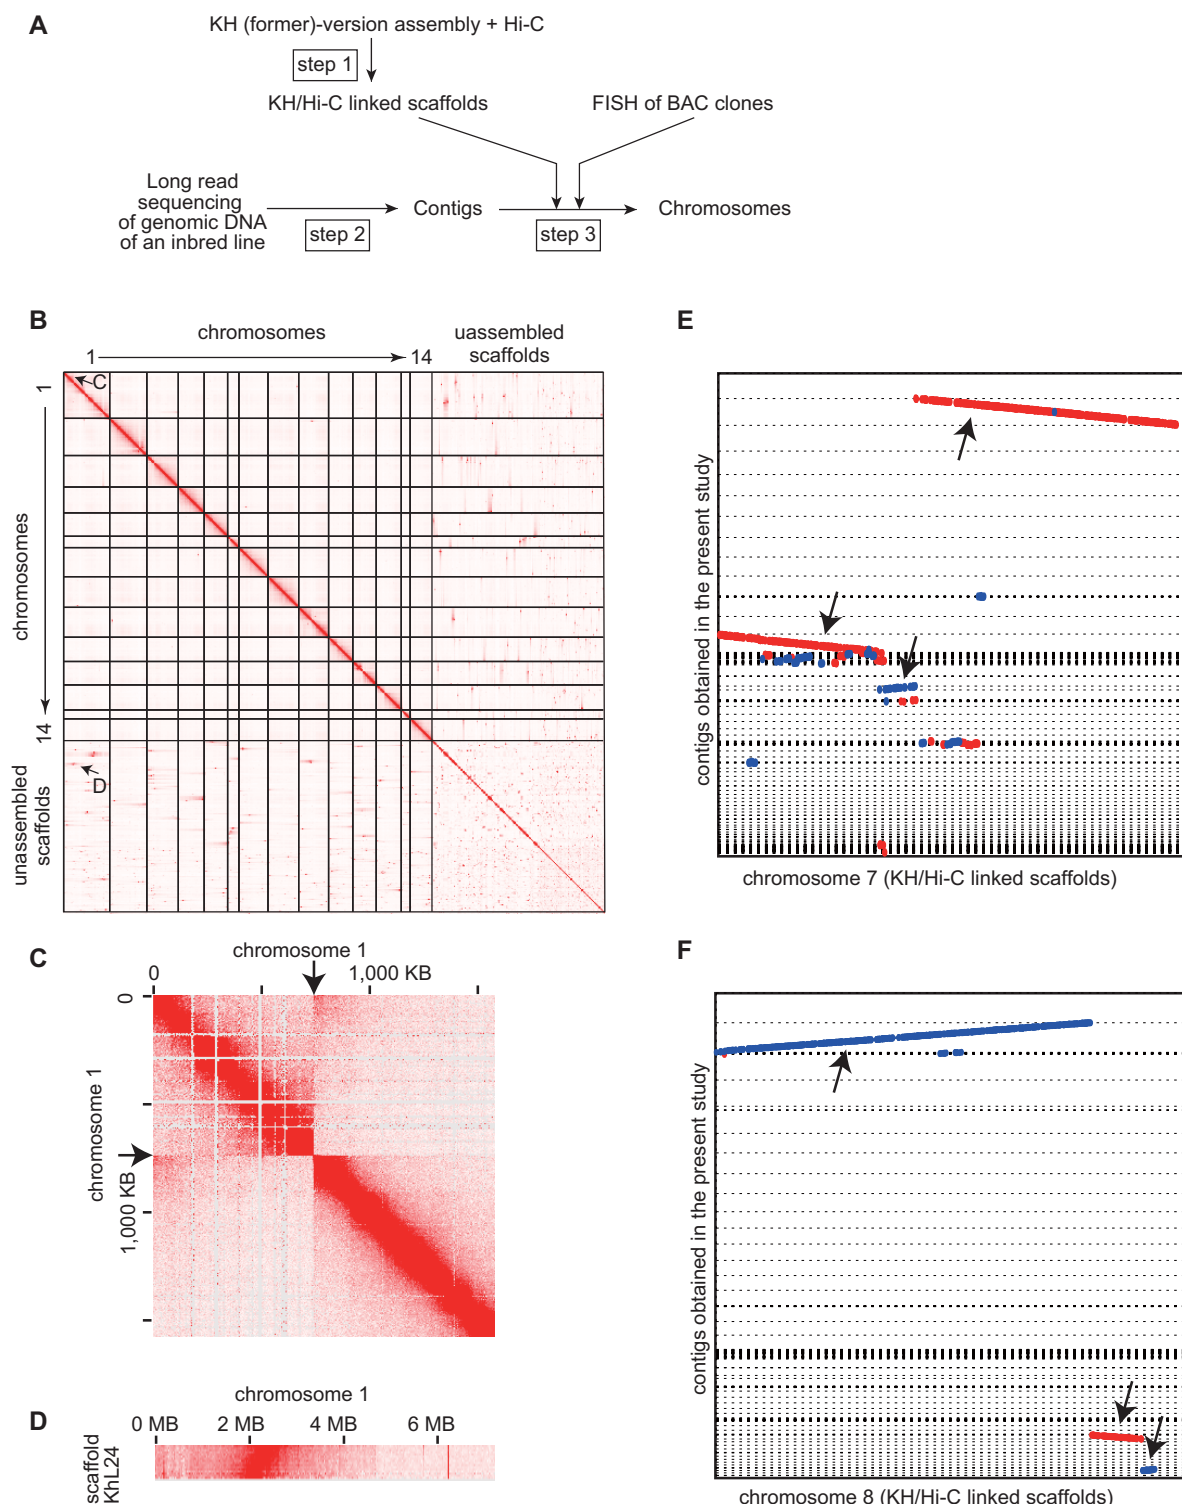 A
KH (former)-version assembly + Hi-C
step 1
KH/Hi-C linked scaffolds
FISH of BAC clones
Long read
sequencing
of genomic DNA
of an inbred line
step 2
Contigs
step 3
Chromosomes
B
chromosomes
1
14
uassembled
scaffolds
1
chromosomes
14
unassembled
scaffolds
C
D
C
chromosome 1
0
1,000 KB
chromosome 1
0
1,000 KB
D
chromosome 1
0 MB
2 MB
4 MB
6 MB
scaffold
KhL24
E
contigs obtained in the present study
chromosome 7 (KH/Hi-C linked scaffolds)
F
contigs obtained in the present study
chromosome 8 (KH/Hi-C linked scaffolds)